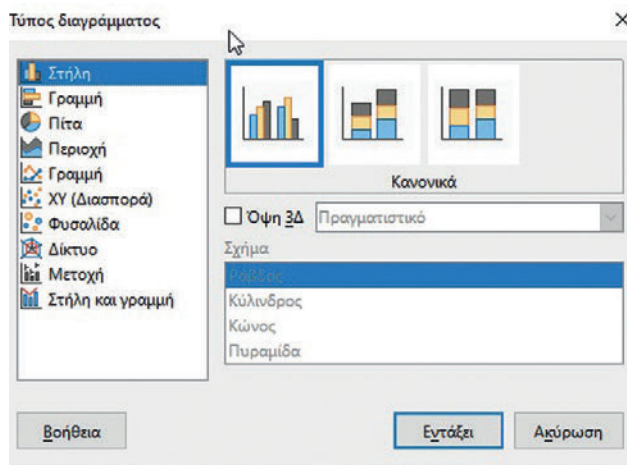 Τύπος διαγράμματος
Στήλη
Γραμμή
Πίτα
Περιοχή
Γραμμή
XY (Διασπορά)
Φυσαλίδα
Δίκτυο
Μετοχή
Στήλη και γραμμή
Κανονικά
Όψη 3Δ
Πραγματιστικό
Σχήμα
Ράβδος
Κύλινδρος
Κώνος
Πυραμίδα
Βοήθεια
Εντάξει
Ακύρωση